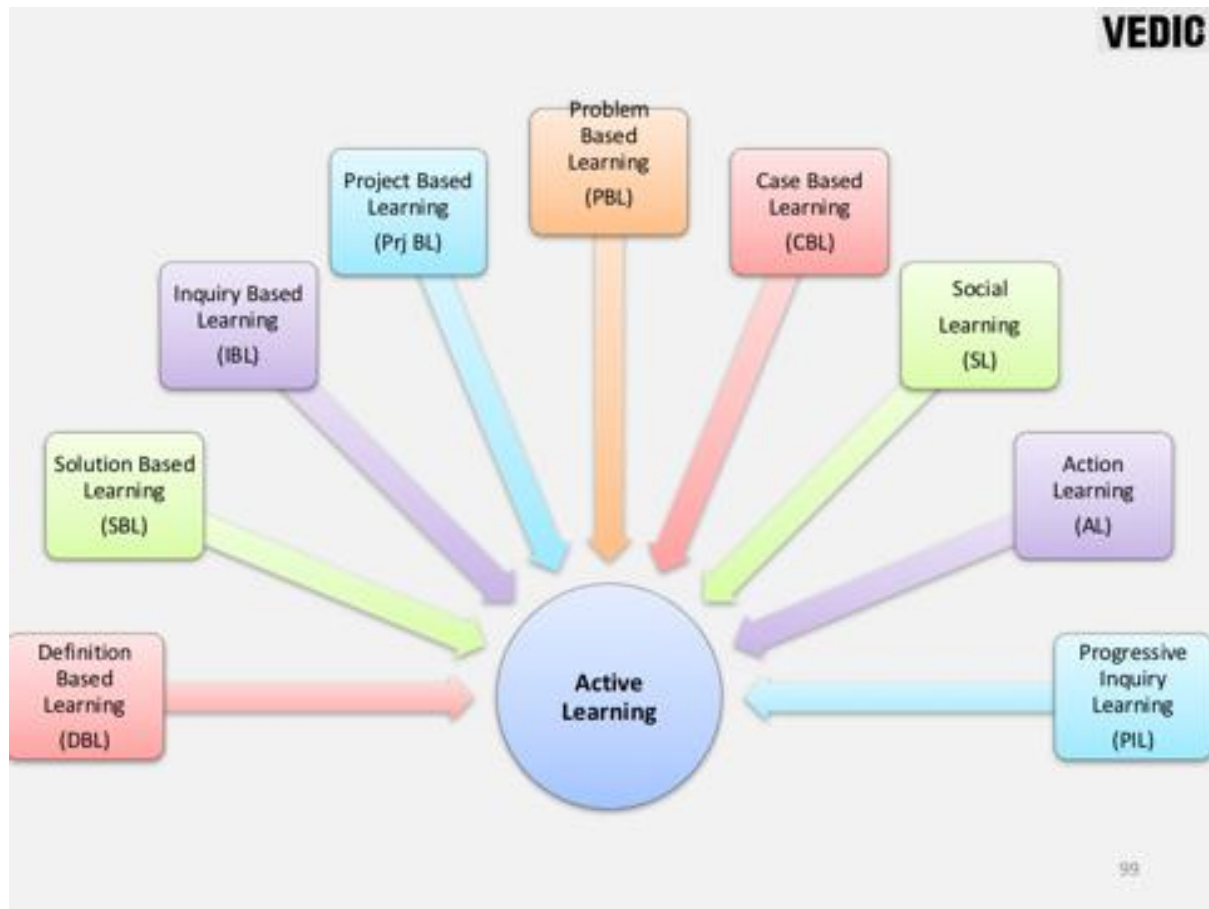 VEDIC
Problem
Based
Learning
(PBL)
Project Based
Learning
(Prj BL)
Case Based
Learning
(CBL)
Inquiry Based
Learning
(IBL)
Social
Learning
(SL)
Solution Based
Learning
(SBL)
Action
Learning
(AL)
Definition
Based
Learning
(DBL)
Progressive
Inquiry
Learning
(PIL)
Active
Learning
99